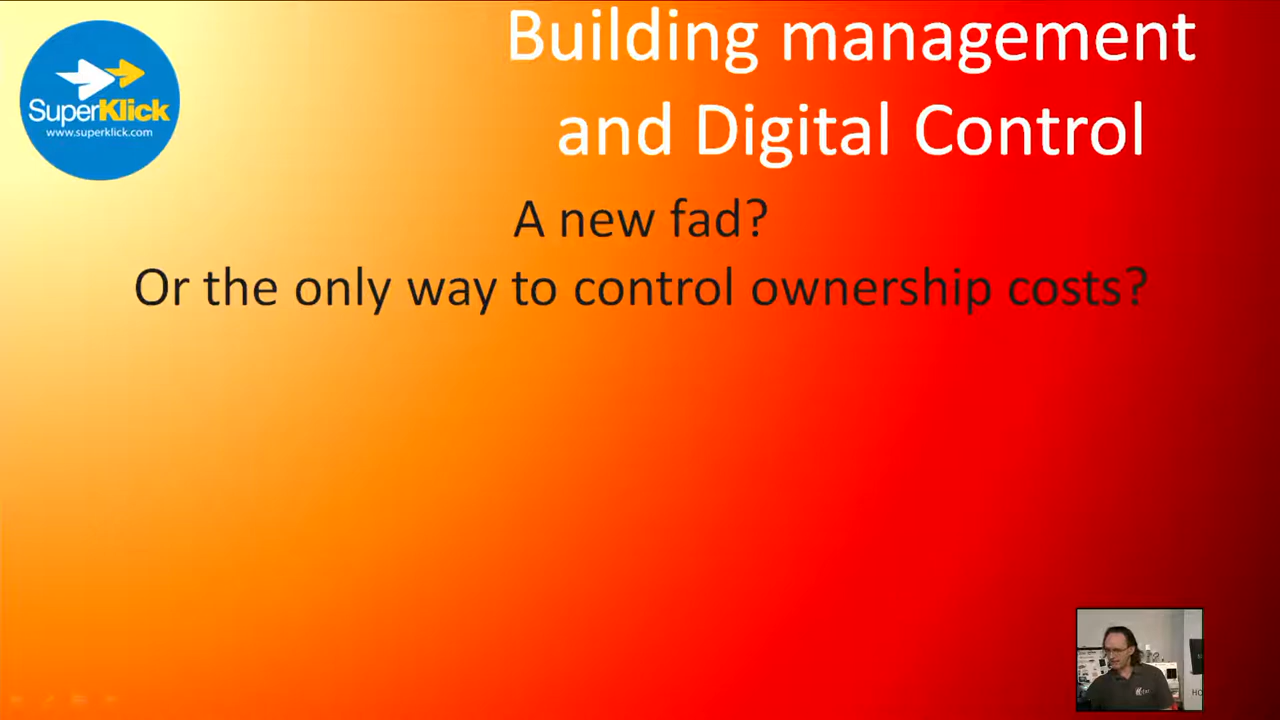 SuperKlick
www.superklick.com
Building management
and Digital Control
A new fad?
Or the only way to control ownership costs?
HO